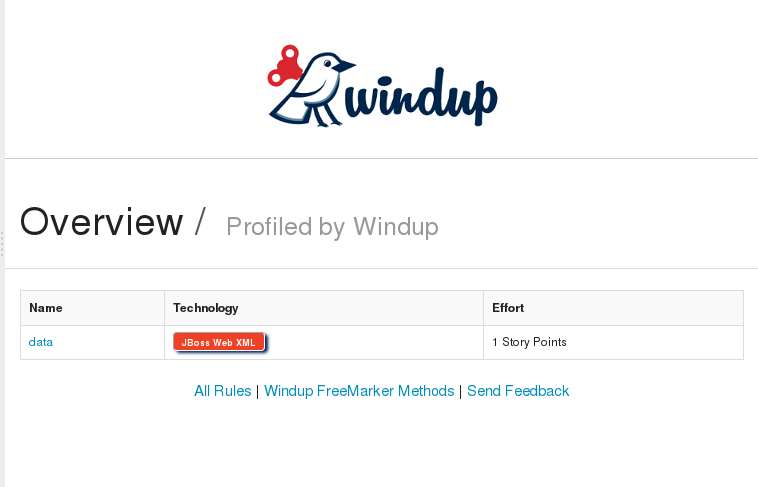 windup
Overview / Profiled by Windup
Name Technology Effort
data JBoss Web XML 1 Story Points
All Rules | Windup FreeMarker Methods | Send Feedback